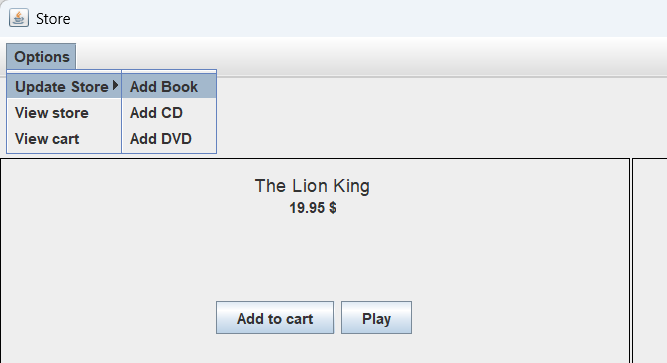 Store
Options
Update Store Add Book
View store Add CD
View cart Add DVD
The Lion King
19.95 $
Add to cart Play